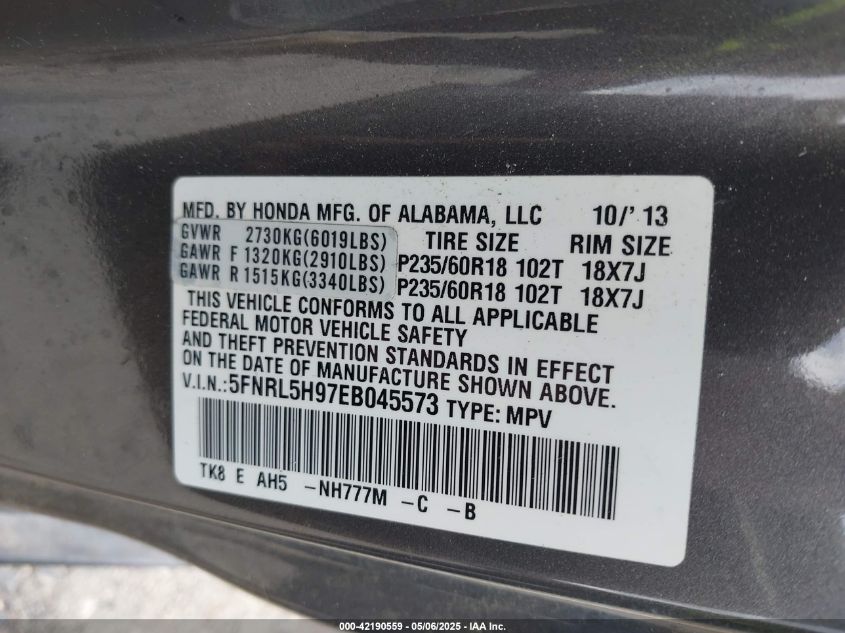 MFD. BY HONDA MFG. OF ALABAMA, LLC 10/'13
GVWR 2730KG(6019LBS) TIRE SIZE RIM SIZE
GAWR F 1320KG(2910LBS) P235/60R18 102T 18X7J
GAWR R 1515KG(3340LBS) P235/60R18 102T 18X7J
THIS VEHICLE CONFORMS TO ALL APPLICABLE
FEDERAL MOTOR VEHICLE SAFETY
AND THEFT PREVENTION STANDARDS IN EFFECT
ON THE DATE OF MANUFACTURE SHOWN ABOVE.
V.I.N.:5FNRL5H97EB045573 TYPE: MPV
TK8 E AH5 -NH777M -C -B
000-42190559 — 05/06/2025 — IAA Inc.